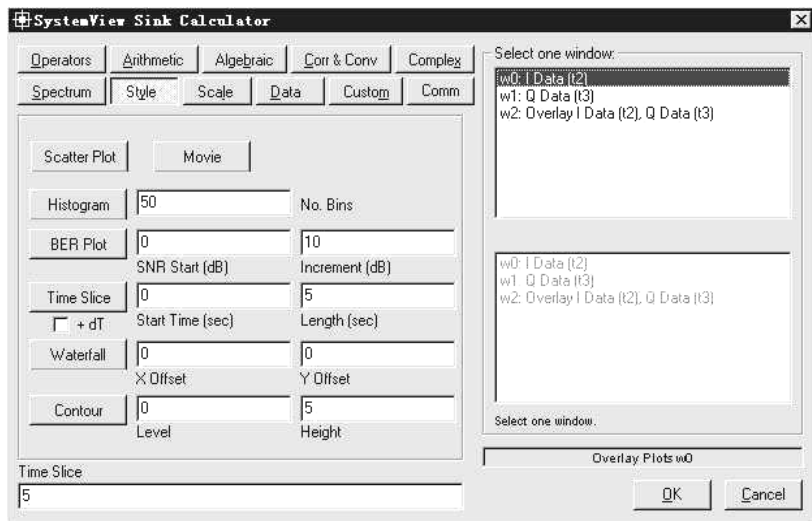 SystemView Sink Calculator
Operators Arithmetic Algebraic Corr & Conv Complex
Spectrum Style Scale Data Custom Comm
Scatter Plot Movie
Histogram 50 No. Bins
BER Plot 0 10
SNR Start (dB) Increment (dB)
Time Slice 0 5
+ dT Start Time (sec) Length (sec)
Waterfall 0 0
X Offset Y Offset
Contour 0 5
Level Height
Time Slice
5
Select one window:
w0: I Data (t2)
w1: Q Data (t3)
w2: Overlay I Data (t2), Q Data (t3)
w0: I Data (t2)
w1: Q Data (t3)
w2: Overlay I Data (t2), Q Data (t3)
Select one window.
Overlay Plots w0
OK Cancel